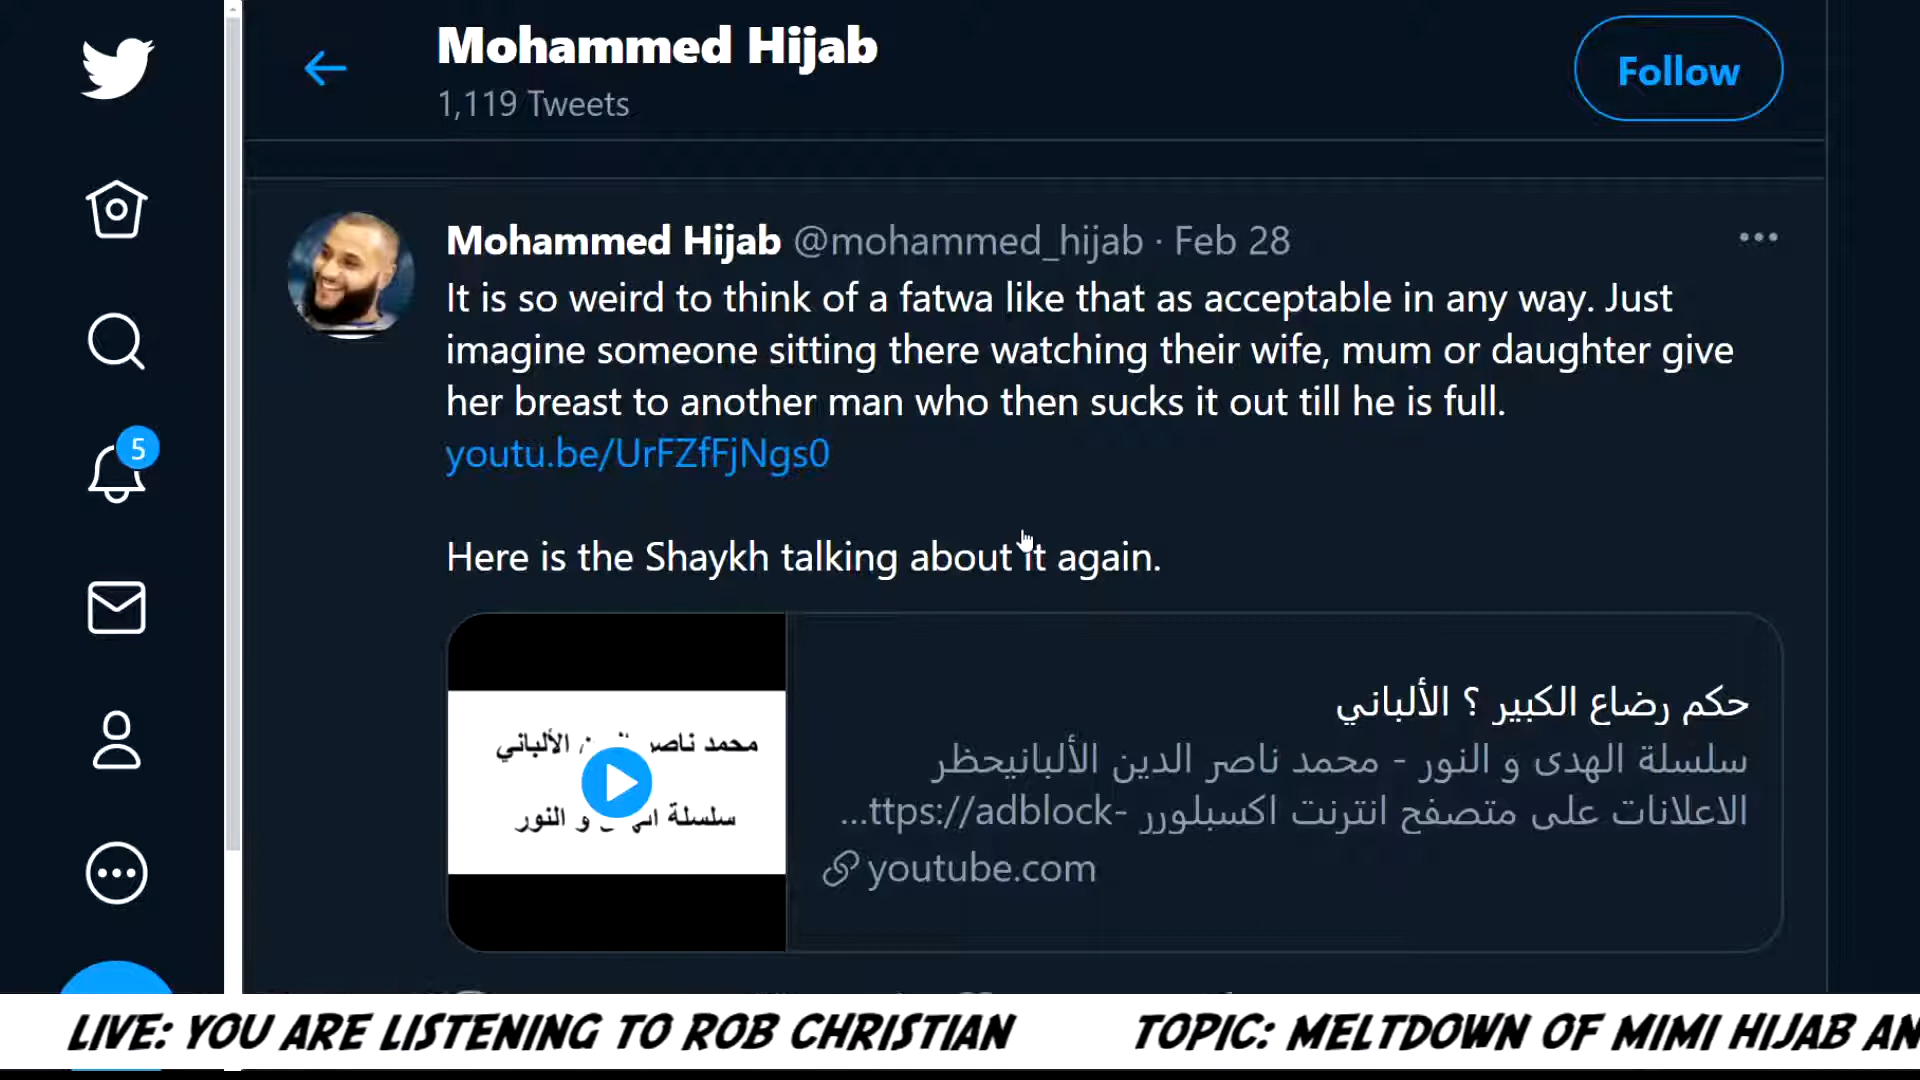 Mohammed Hijab
1,119 Tweets
Follow
Mohammed Hijab @mohammed_hijab · Feb 28
It is so weird to think of a fatwa like that as acceptable in any way. Just
imagine someone sitting there watching their wife, mum or daughter give
her breast to another man who then sucks it out till he is full.
youtu.be/UrFZfFjNgs0
Here is the Shaykh talking about it again.
5
حكم رضاع الكبير ؟ الألباني
سلسلة الهدى و النور - محمد ناصر الدين الألبانيحظر
الاعلانات على متصفح انترنت اكسبلورر ttps://adblock-...
youtube.com
محمد ناصر الألباني
سلسلة و النور
LIVE: YOU ARE LISTENING TO ROB CHRISTIAN
TOPIC: MELTDOWN OF MIMI HIJAB AN